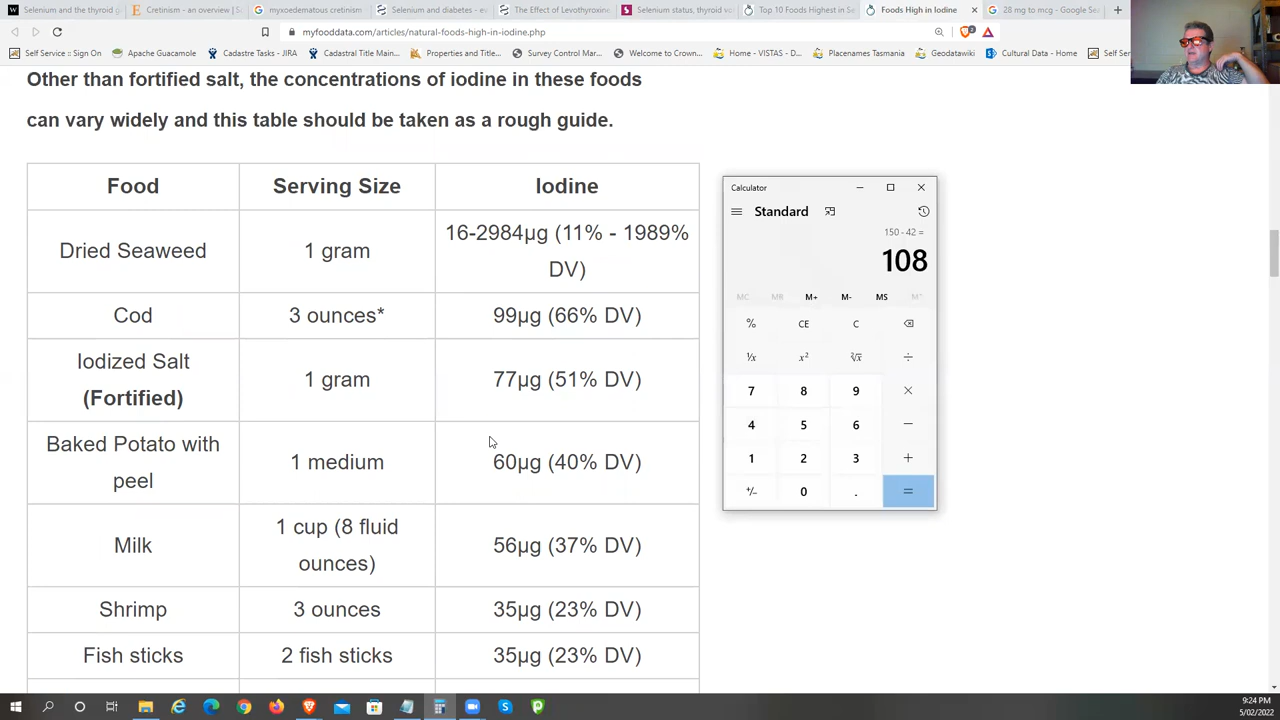 Selenium and the thyroid g
Cretinism - an overview | Sc
myxoedematous cretinism
Selenium and diabetes - ev
The Effect of Levothyroxine
Selenium status, thyroid vo
Top 10 Foods Highest in Se
Foods High in Iodine
28 mg to mcg - Google Sea
myfooddata.com/articles/natural-foods-high-in-iodine.php
Self Service :: Sign On
Apache Guacamole
Cadastre Tasks - JIRA
Cadastral Title Main...
Property and Title...
Survey Control Mar...
Welcome to Crown...
Home - VISTAS - D...
Placenames Tasmania
Geodatawiki
Cultural Data - Home
Self Serv
Other than fortified salt, the concentrations of iodine in these foods
can vary widely and this table should be taken as a rough guide.
Food Serving Size Iodine
Dried Seaweed 1 gram 16-2984µg (11% - 1989%
DV)
Cod 3 ounces* 99µg (66% DV)
Iodized Salt
(Fortified) 1 gram 77µg (51% DV)
Baked Potato with
peel 1 medium 60µg (40% DV)
Milk 1 cup (8 fluid
ounces) 56µg (37% DV)
Shrimp 3 ounces 35µg (23% DV)
Fish sticks 2 fish sticks 35µg (23% DV)
Calculator
Standard
150 - 42 =
108
MC MR M+ M- MS
% CE C
¹/x x² ²√x ÷
7 8 9 ×
4 5 6 −
1 2 3 +
+/− 0 . =
9:24 PM
5/02/2022